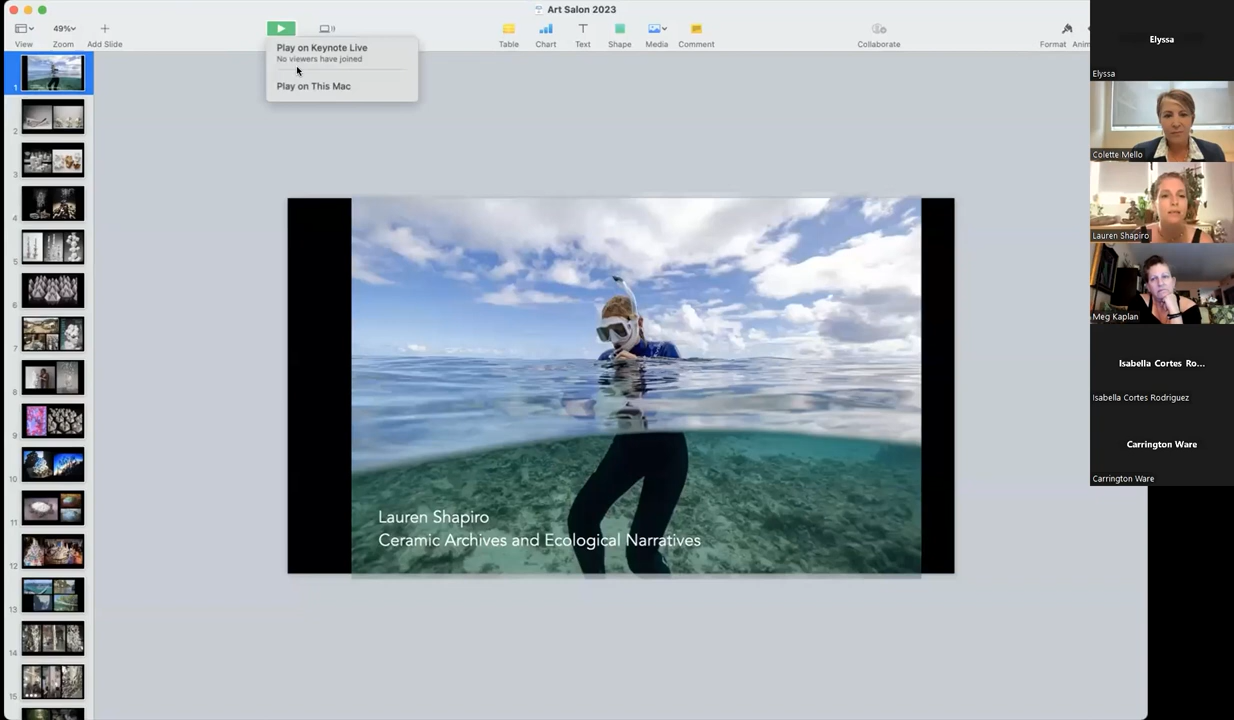 Art Salon 2023
49%
View
Zoom
Add Slide
Table
Chart
Text
Shape
Media
Comment
Collaborate
Format
Anim
Play on Keynote Live
No viewers have joined
Play on This Mac
1
2
3
4
5
6
7
8
9
10
11
12
13
14
15
Lauren Shapiro
Ceramic Archives and Ecological Narratives
Elyssa
Elyssa
Colette Mello
Lauren Shapiro
Meg Kaplan
Isabella Cortes Ro...
Isabella Cortes Rodriguez
Carrington Ware
Carrington Ware